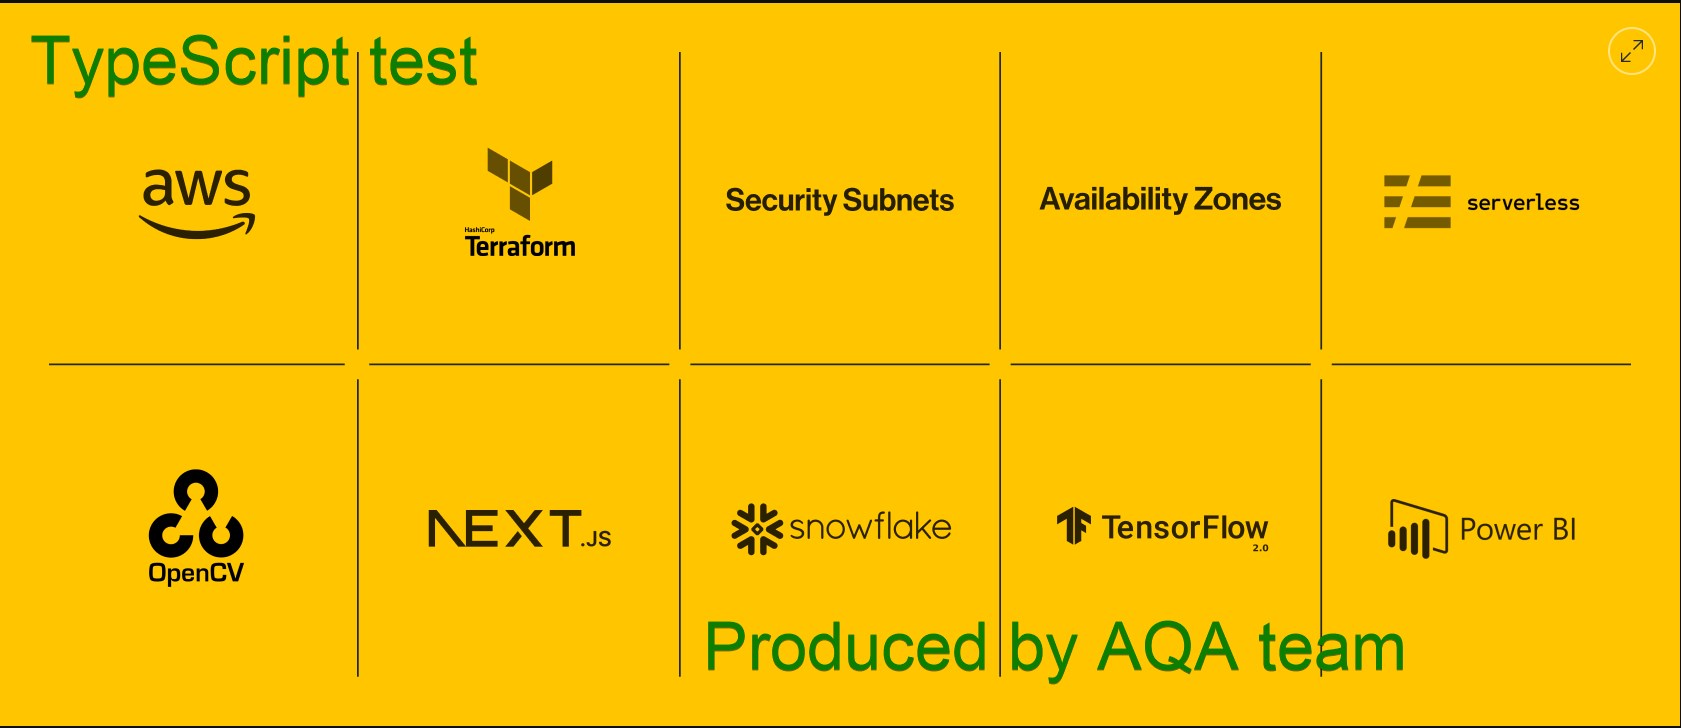 TypeScript test
aws
HashiCorp
Terraform
Security Subnets
Availability Zones
serverless
OpenCV
NEXT.JS
snowflake
TensorFlow
2.0
Power BI
Produced by AQA team